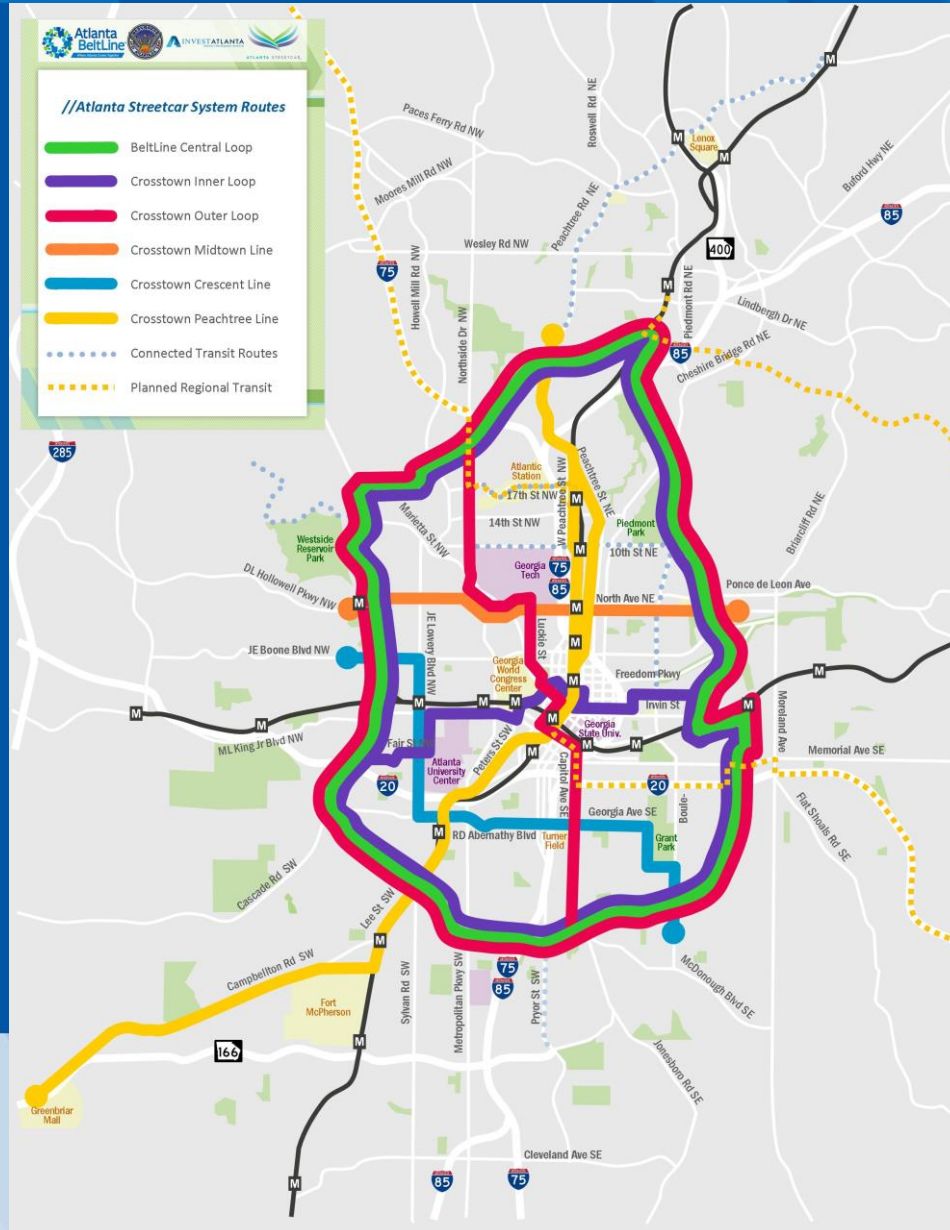 Atlanta
BeltLine
INVEST ATLANTA
ATLANTA STREETCAR
//Atlanta Streetcar System Routes
BeltLine Central Loop
Crosstown Inner Loop
Crosstown Outer Loop
Crosstown Midtown Line
Crosstown Crescent Line
Crosstown Peachtree Line
Connected Transit Routes
Planned Regional Transit
M
Paces Ferry Rd NW
Roswell Rd NE
M
Lenox
Square
M
Buford Hwy NE
Moores Mill Rd NW
Peachtree Rd NE
85
Wesley Rd NW
400
75
Howell Mill Rd NW
Northside Dr NW
M
Piedmont Rd NE
Lindbergh Dr NE
85
Cheshire Bridge Rd NE
285
Atlantic
Station
17th St NW
W Peachtree St NW
Peachtree St NE
M
Marietta St NW
14th St NW
Piedmont
Park
Briarcliff Rd NE
Westside
Reservoir
Park
M
10th St NE
Georgia
Tech
75
85
DL Hollowell Pkwy NW
M
North Ave NE
M
Ponce de Leon Ave
JE Boone Blvd NW
JE Lowery Blvd NW
Luckie St
M
Georgia
World
Congress
Center
Freedom Pkwy
M
M
M
M
M
Irwin St
M
M
M
Moreland Ave
ML King Jr Blvd NW
M
Georgia
State Univ.
M
M
Fair St
Peters St SW
M
Memorial Ave SE
Atlanta
University
Center
20
Capitol Ave SE
20
Boule-
Flat Shoals Rd SE
M
RD Abernathy Blvd
Georgia Ave SE
Turner
Field
Grant
Park
Cascade Rd SW
Lee St SW
M
Campbellton Rd SW
Sylvan Rd SW
Metropolitan Pkwy SW
75
85
Pryor St SW
McDonough Blvd SE
Fort
McPherson
M
166
Jonesboro Rd SE
Greenbriar
Mall
Cleveland Ave SE
M
85
75